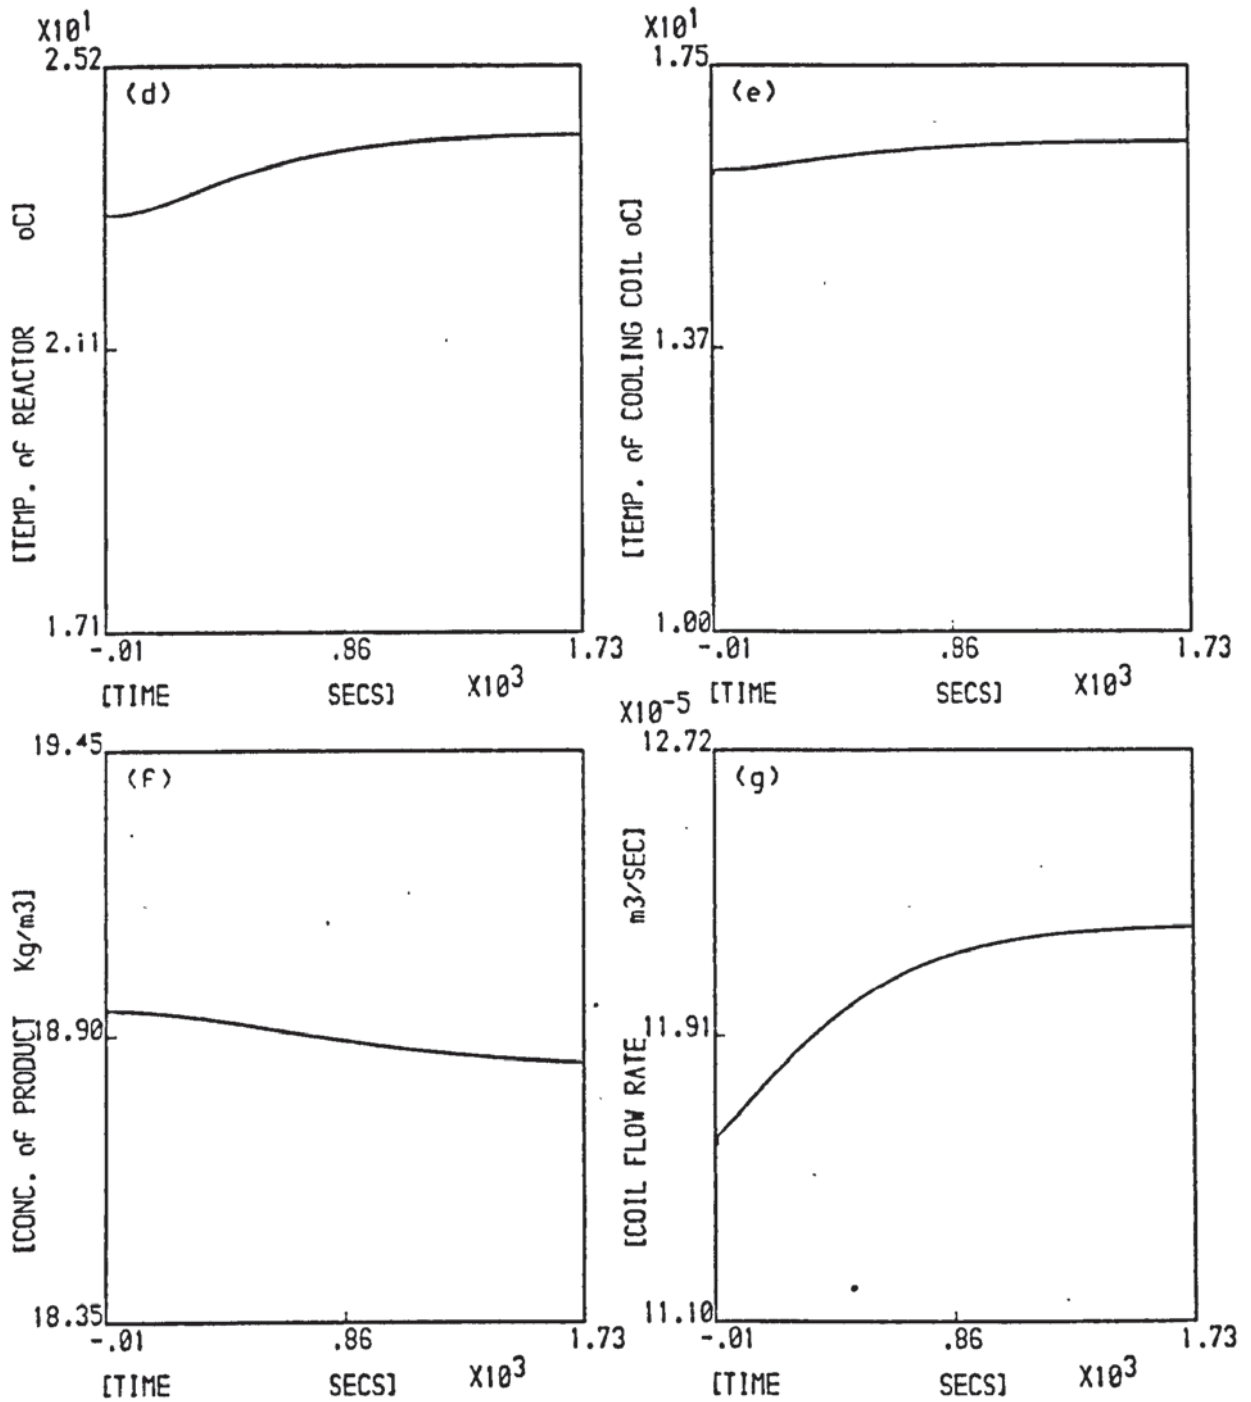 X10¹
2.52
(d)
[TEMP. of REACTOR oC]
2.11
1.71
-.01 .86 1.73
[TIME SECS] X10³
X10¹
1.75
(e)
[TEMP. of COOLING COIL oC]
1.37
1.00
-.01 .86 1.73
[TIME SECS] X10³
19.45
(f)
[CONC. of PRODUCT Kg/m3]
18.90
18.35
-.01 .86 1.73
[TIME SECS] X10³
X10⁻⁵
12.72
(g)
[COIL FLOW RATE m3/SEC]
11.91
11.10
-.01 .86 1.73
[TIME SECS] X10³